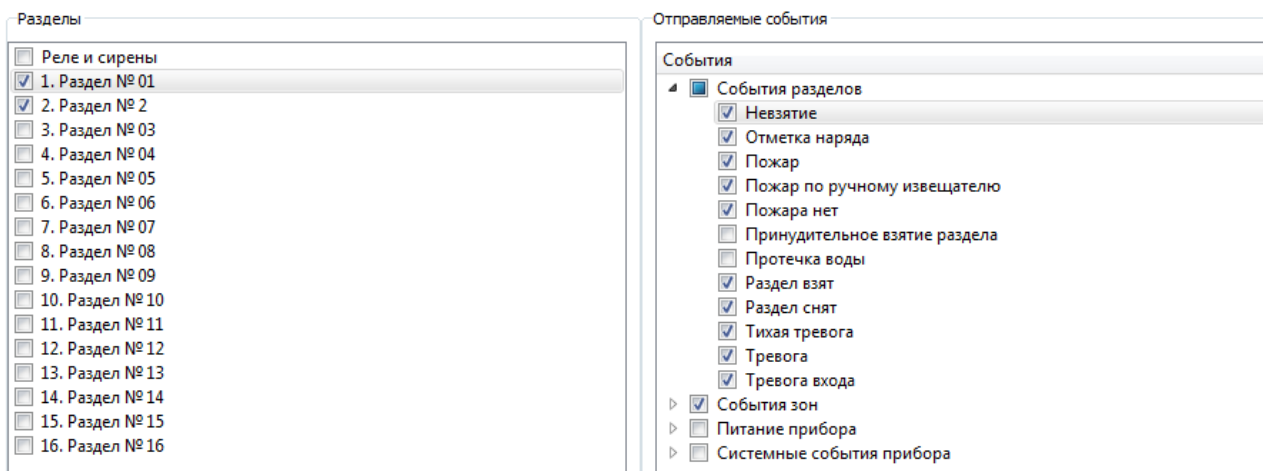 Разделы
Реле и сирены
1. Раздел № 01
2. Раздел № 2
3. Раздел № 03
4. Раздел № 04
5. Раздел № 05
6. Раздел № 06
7. Раздел № 07
8. Раздел № 08
9. Раздел № 09
10. Раздел № 10
11. Раздел № 11
12. Раздел № 12
13. Раздел № 13
14. Раздел № 14
15. Раздел № 15
16. Раздел № 16
Отправляемые события
События
События разделов
Невзятие
Отметка наряда
Пожар
Пожар по ручному извещателю
Пожара нет
Принудительное взятие раздела
Протечка воды
Раздел взят
Раздел снят
Тихая тревога
Тревога
Тревога входа
События зон
Питание прибора
Системные события прибора